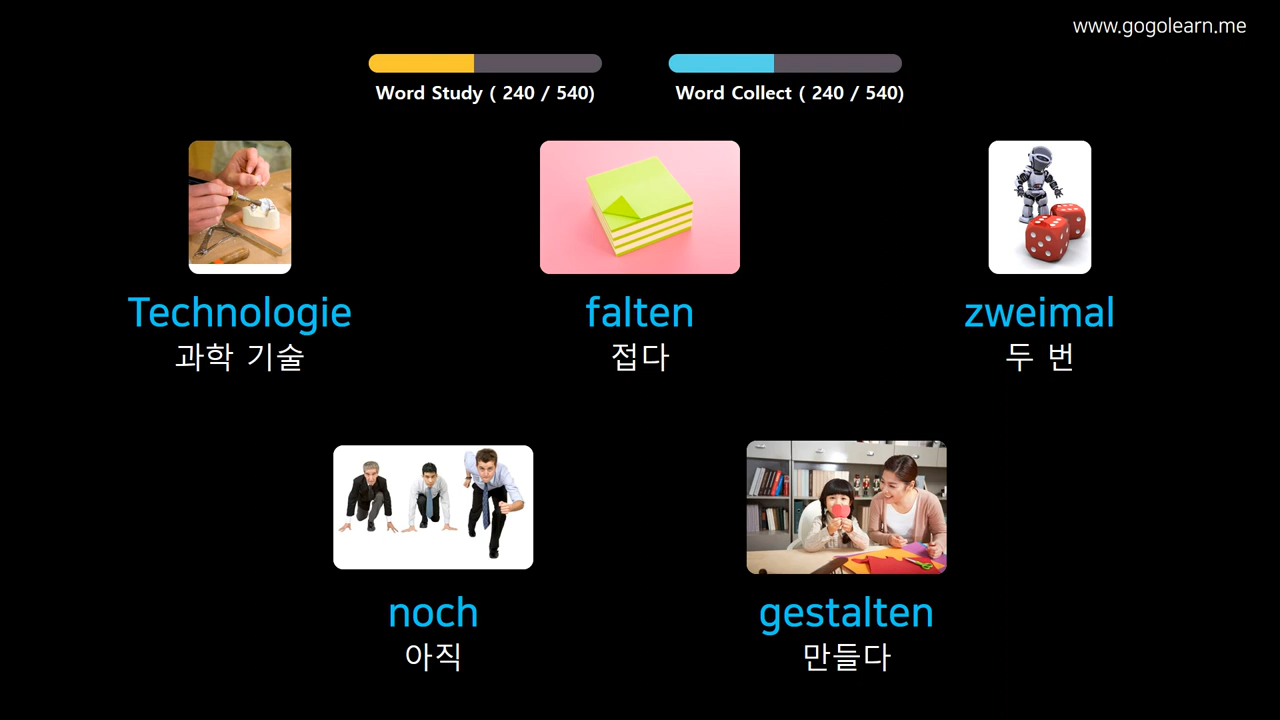 www.gogolearn.me
Word Study ( 240 / 540)
Word Collect ( 240 / 540)
Technologie
과학 기술
falten
접다
zweimal
두 번
noch
아직
gestalten
만들다